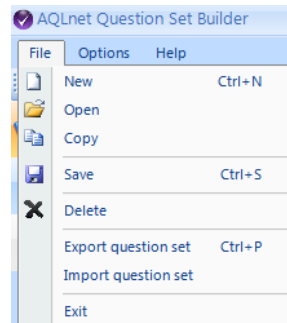 AQLnet Question Set Builder
File Options Help
New Ctrl+N
Open
Copy
Save Ctrl+S
Delete
Export question set Ctrl+P
Import question set
Exit